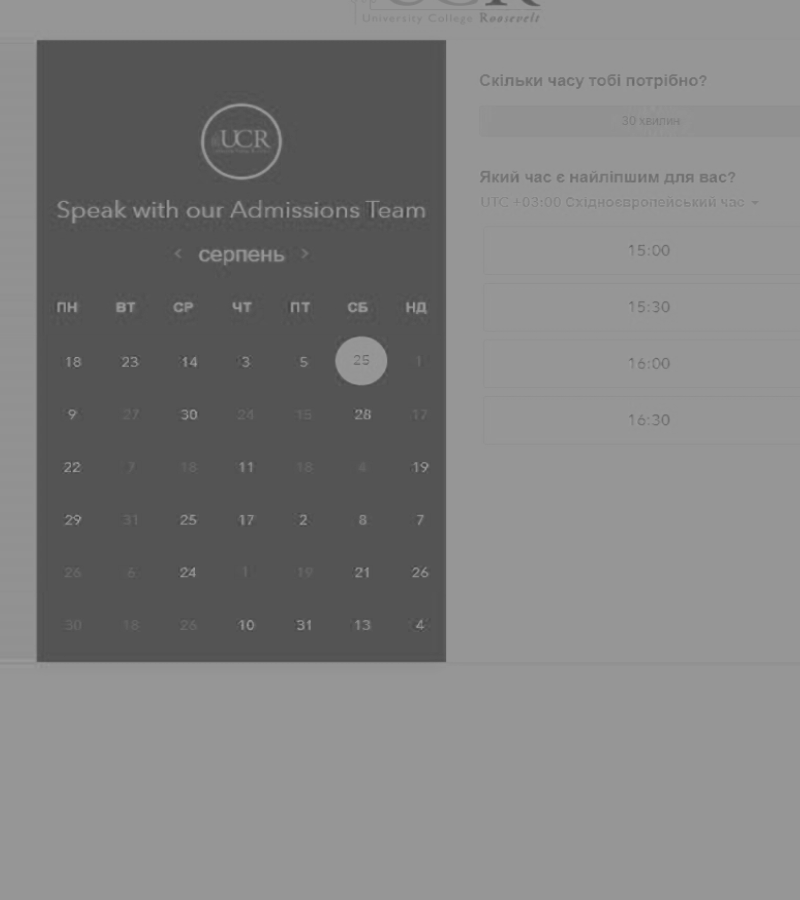 UCR
University College Roosevelt
UCR
Speak with our Admissions Team
< серпень >
ПН ВТ СР ЧТ ПТ СБ НД
18 23 14 3 5 25 1
9 27 30 24 15 28 17
22 7 18 11 18 4 19
29 31 25 17 2 8 7
26 6 24 1 19 21 26
30 18 26 10 31 13 4
Скільки часу тобі потрібно?
30 хвилин
Який час є найліпшим для вас?
UTC +03:00 Східноєвропейський час
15:00
15:30
16:00
16:30